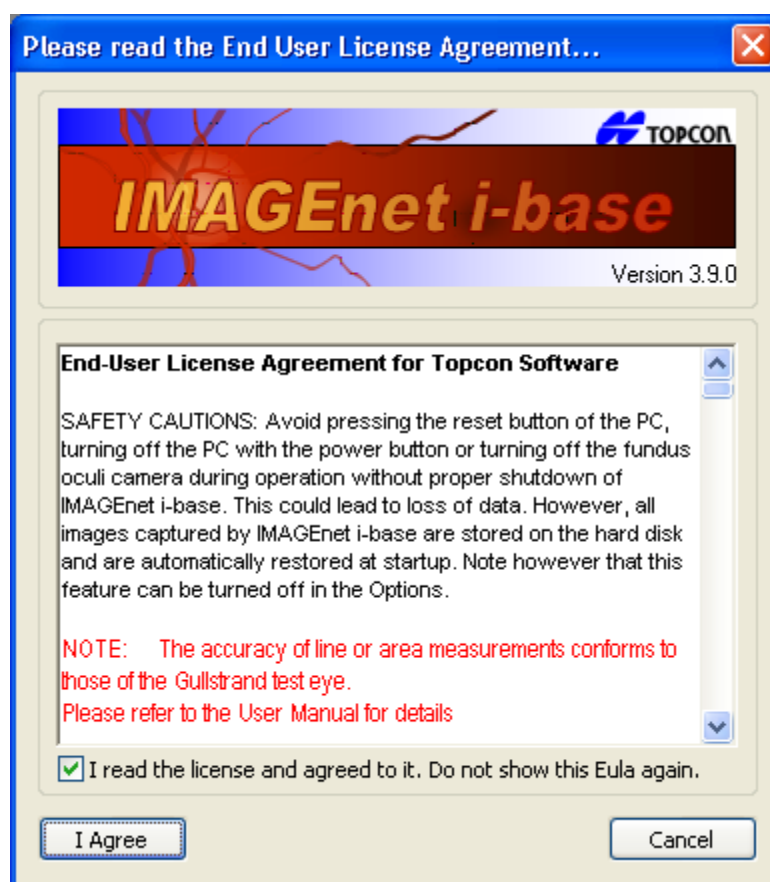 Please read the End User License Agreement...
TOPCON
IMAGEnet i-base
Version 3.9.0
End-User License Agreement for Topcon Software
SAFETY CAUTIONS: Avoid pressing the reset button of the PC,
turning off the PC with the power button or turning off the fundus
oculi camera during operation without proper shutdown of
IMAGEnet i-base. This could lead to loss of data. However, all
images captured by IMAGEnet i-base are stored on the hard disk
and are automatically restored at startup. Note however that this
feature can be turned off in the Options.
NOTE: The accuracy of line or area measurements conforms to
those of the Gullstrand test eye.
Please refer to the User Manual for details
I read the license and agreed to it. Do not show this Eula again.
I Agree
Cancel